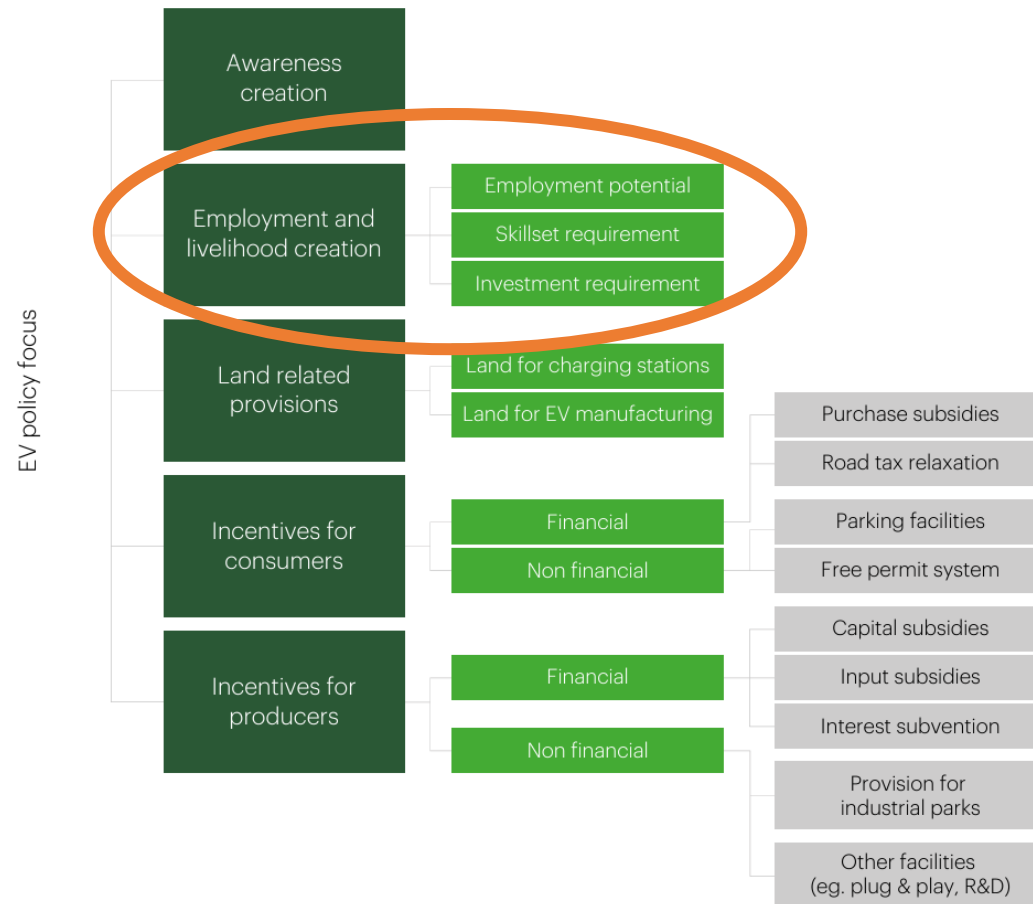 EV policy focus
Awareness
creation
Employment and
livelihood creation
Employment potential
Skillset requirement
Investment requirement
Land related
provisions
Land for charging stations
Land for EV manufacturing
Incentives for
consumers
Financial
Non financial
Purchase subsidies
Road tax relaxation
Parking facilities
Free permit system
Incentives for
producers
Financial
Non financial
Capital subsidies
Input subsidies
Interest subvention
Provision for
industrial parks
Other facilities
(eg. plug & play, R&D)